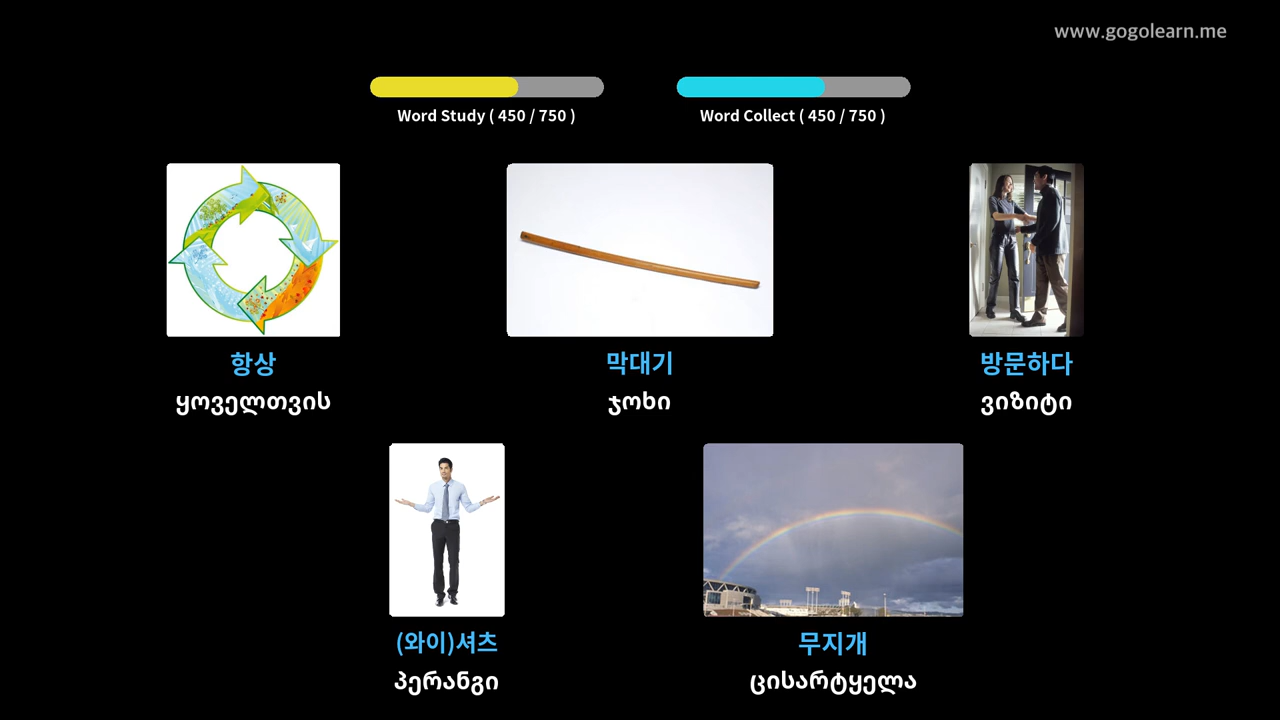 www.gogolearn.me
Word Study ( 450 / 750 )
Word Collect ( 450 / 750 )
항상
ყოველთვის
막대기
ჯოხი
방문하다
ვიზიტი
(와이)셔츠
პერანგი
무지개
ცისარტყელა